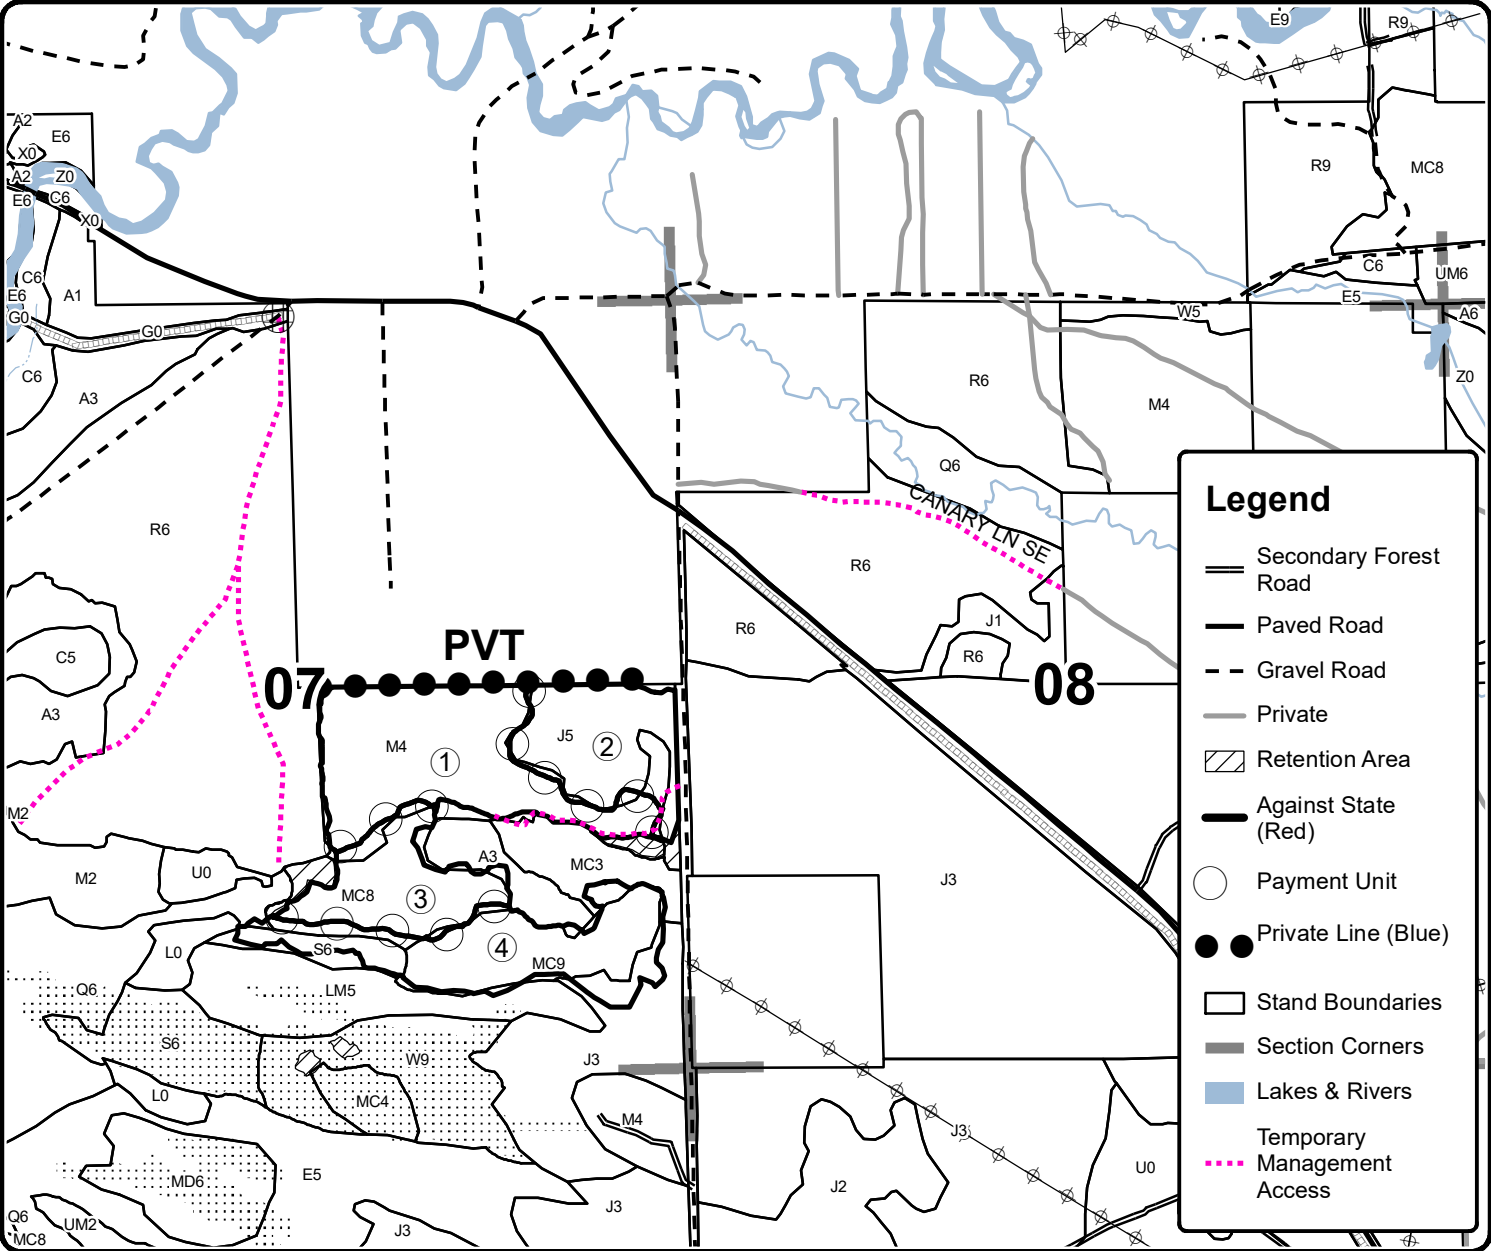 E9
R9
A2
E6
X0
A2
Z0
E6
C6
X0
R9
MC8
C6
A1
E6
G0
G0
C6
UM6
E5
W5
A6
C6
A3
R6
M4
Z0
Q6
CANARY LN SE
R6
R6
J1
R6
C5
A3
R6
PVT
07
08
M4
1
J5
2
M2
M2
U0
A3
MC3
MC8
3
4
MC9
S6
L0
LM5
Q6
S6
W9
J3
J3
L0
MC4
M4
J3
MD6
E5
J2
U0
J3
Q6
UM2
MC8
J3
Legend
Secondary Forest
Road
Paved Road
Gravel Road
Private
Retention Area
Against State
(Red)
Payment Unit
Private Line (Blue)
Stand Boundaries
Section Corners
Lakes & Rivers
Temporary
Management
Access